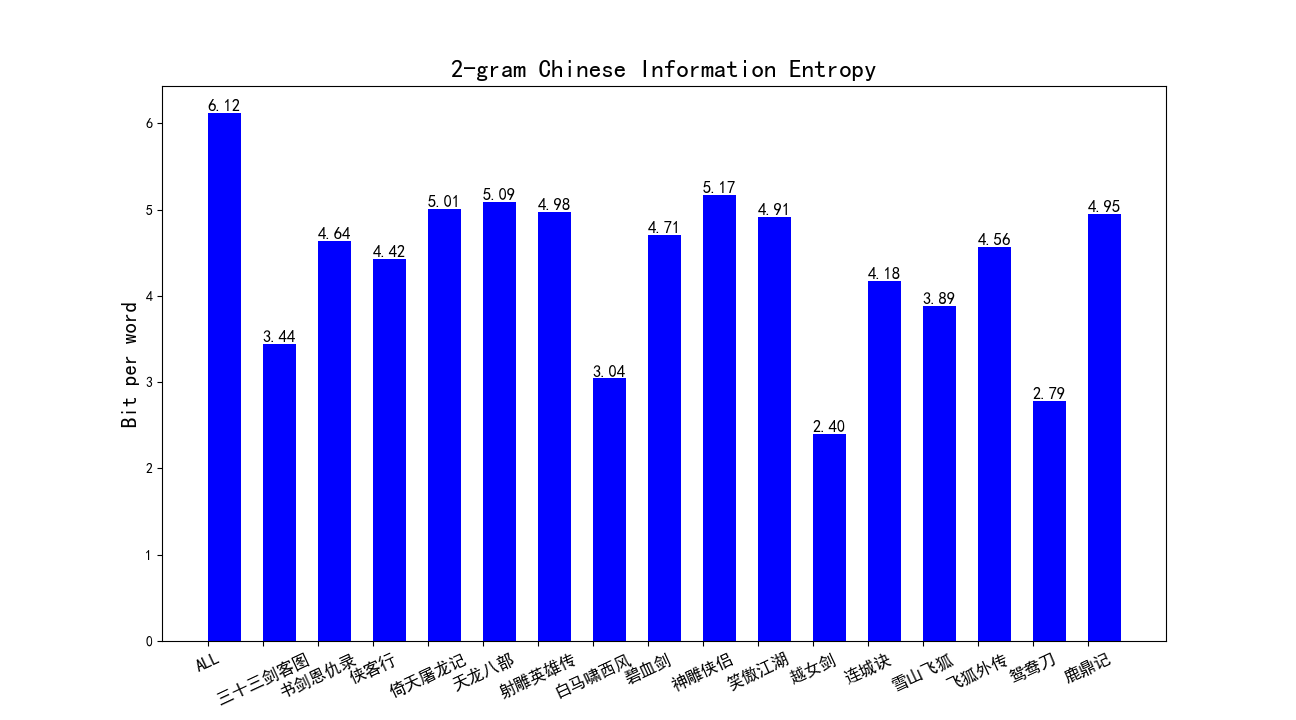 2-gram Chinese Information Entropy
Bit per word
6
5
4
3
2
1
0
6.12
3.44
4.64
4.42
5.01
5.09
4.98
3.04
4.71
5.17
4.91
2.40
4.18
3.89
4.56
2.79
4.95
ALL
三十三剑客图
书剑恩仇录
侠客行
倚天屠龙记
天龙八部
射雕英雄传
白马啸西风
碧血剑
神雕侠侣
笑傲江湖
越女剑
连城诀
雪山飞狐
飞狐外传
鸳鸯刀
鹿鼎记